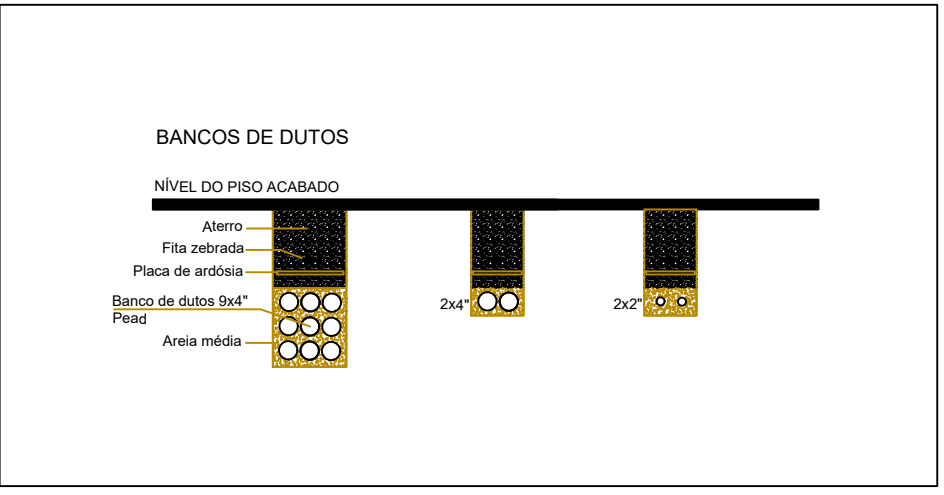 BANCOS DE DUTOS
NÍVEL DO PISO ACABADO
Aterro
Fita zebrada
Placa de ardósia
Banco de dutos 9x4"
Pead
Areia média
2x4"
2x2"